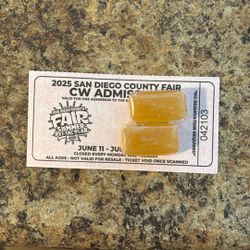 2025 SAN DIEGO COUNTY FAIR
CW ADMISS
VALID FOR ONE ADMISSION TO THE
FAIR
JUNE 11 - JU
CLOSED EVERY MONDAY
ALL AGES - NOT VALID FOR RESALE - TICKET VOID ONCE SCANNED
042103